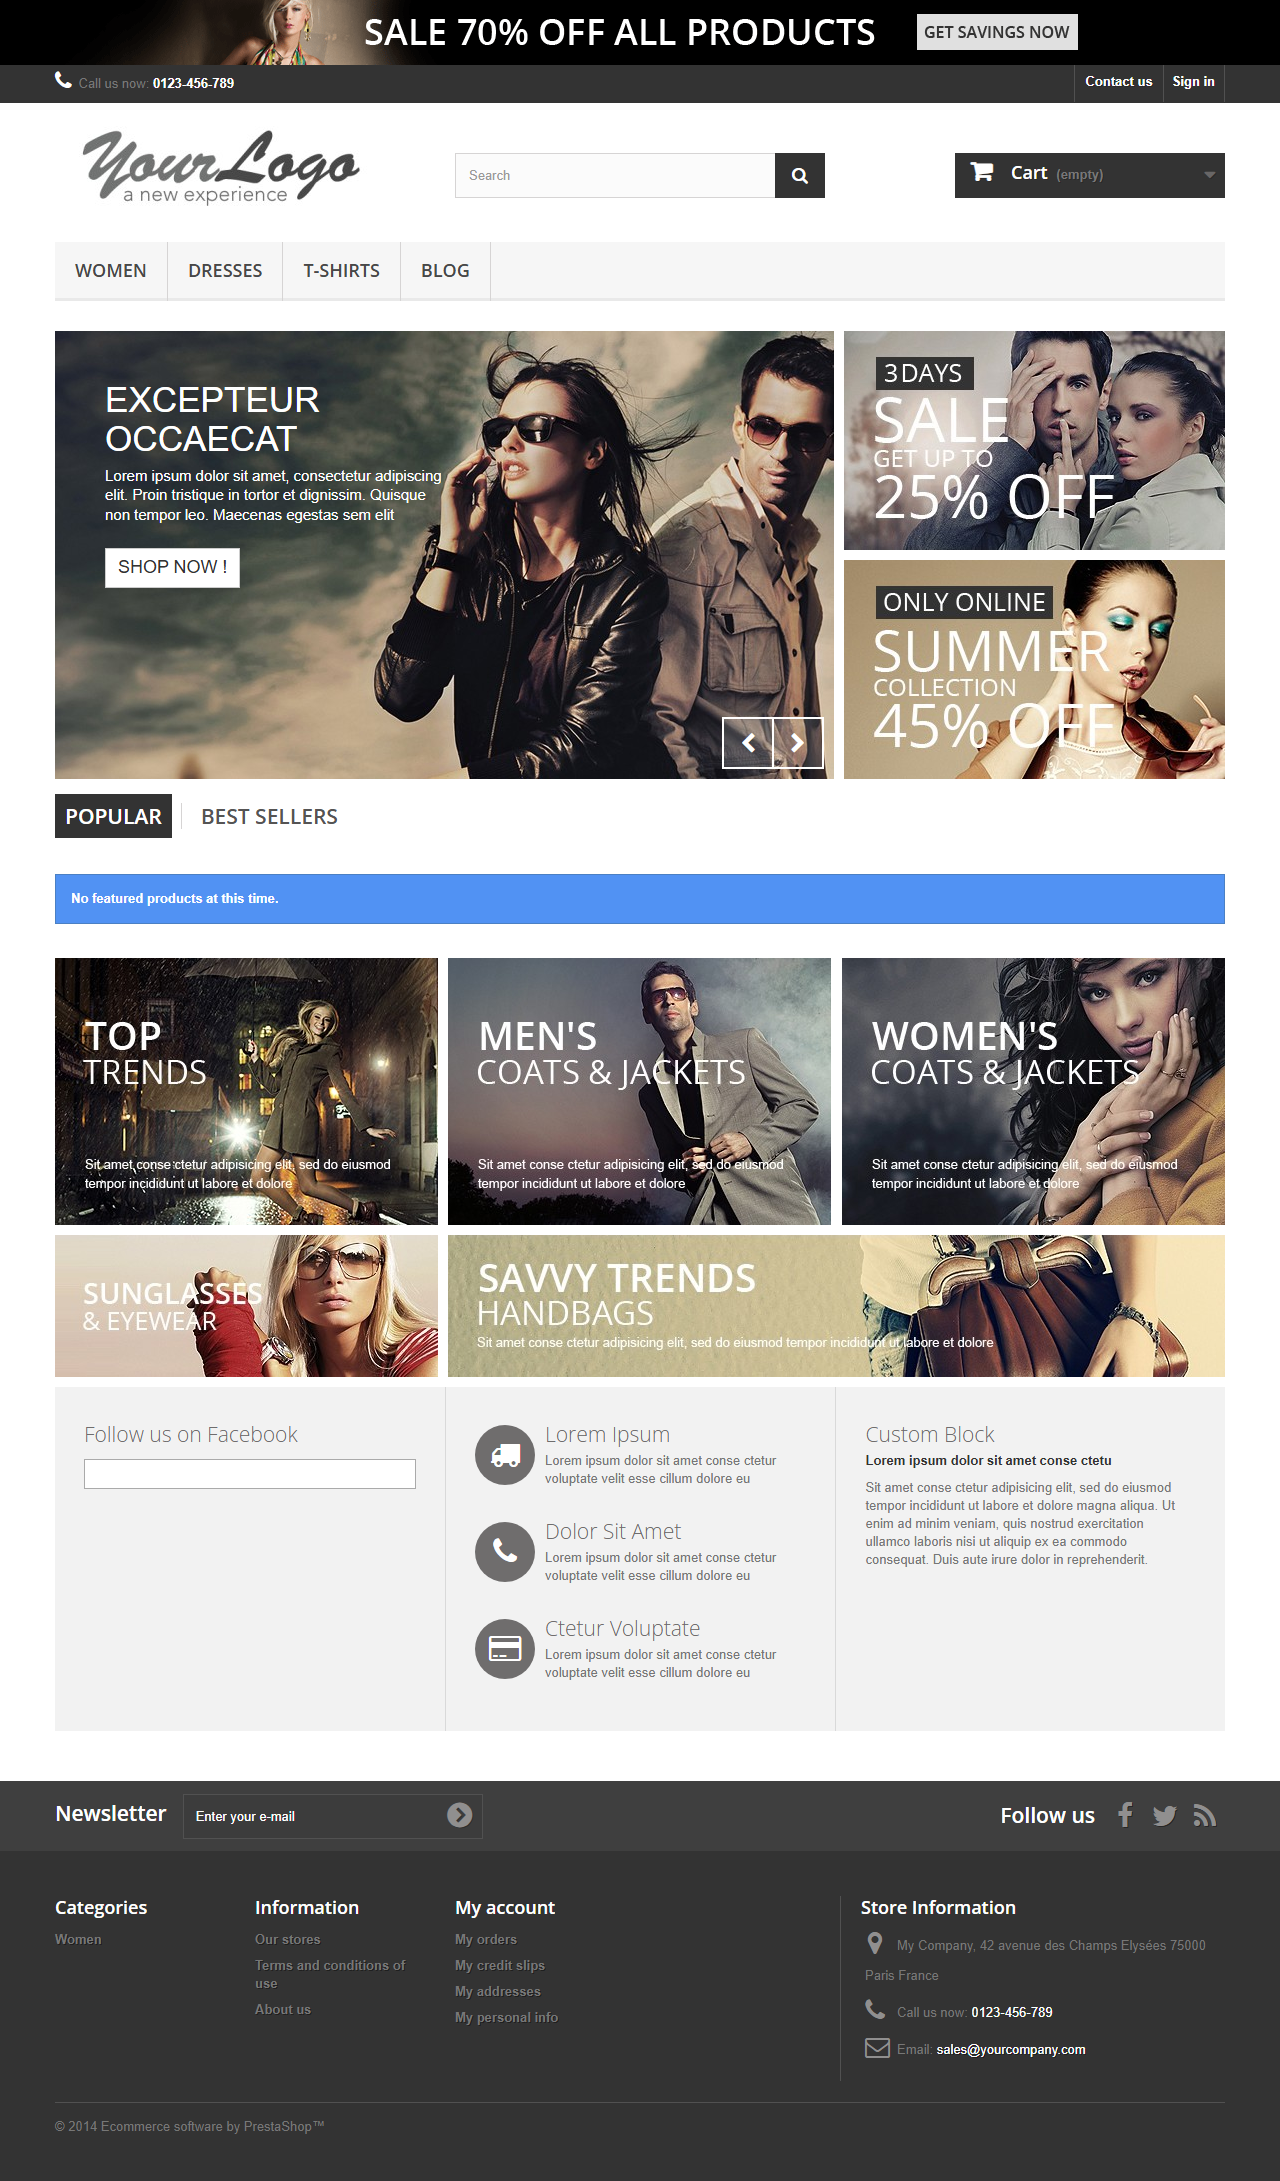 SALE 70% OFF ALL PRODUCTS
GET SAVINGS NOW
Call us now: 0123-456-789
Contact us
Sign in
YourLogo
a new experience
Search
Cart (empty)
WOMEN
DRESSES
T-SHIRTS
BLOG
EXCEPTEUR
OCCAECAT
Lorem ipsum dolor sit amet, consectetur adipiscing
elit. Proin tristique in tortor et dignissim. Quisque
non tempor leo. Maecenas egestas sem elit
SHOP NOW !
3DAYS
SALE
GET UP TO
25% OFF
ONLY ONLINE
SUMMER
COLLECTION
45% OFF
POPULAR
BEST SELLERS
No featured products at this time.
TOP
TRENDS
Sit amet conse ctetur adipisicing elit, sed do eiusmod
tempor incididunt ut labore et dolore
MEN'S
COATS & JACKETS
Sit amet conse ctetur adipisicing elit, sed do eiusmod
tempor incididunt ut labore et dolore
WOMEN'S
COATS & JACKETS
Sit amet conse ctetur adipisicing elit, sed do eiusmod
tempor incididunt ut labore et dolore
SUNGLASSES
& EYEWEAR
SAVVY TRENDS
HANDBAGS
Sit amet conse ctetur adipisicing elit, sed do eiusmod tempor incididunt ut labore et dolore
Follow us on Facebook
Lorem Ipsum
Lorem ipsum dolor sit amet conse ctetur
voluptate velit esse cillum dolore eu
Dolor Sit Amet
Lorem ipsum dolor sit amet conse ctetur
voluptate velit esse cillum dolore eu
Ctetur Voluptate
Lorem ipsum dolor sit amet conse ctetur
voluptate velit esse cillum dolore eu
Custom Block
Lorem ipsum dolor sit amet conse ctetu
Sit amet conse ctetur adipisicing elit, sed do eiusmod
tempor incididunt ut labore et dolore magna aliqua. Ut
enim ad minim veniam, quis nostrud exercitation
ullamco laboris nisi ut aliquip ex ea commodo
consequat. Duis aute irure dolor in reprehenderit.
Newsletter
Enter your e-mail
Follow us
Categories
Women
Information
Our stores
Terms and conditions of
use
About us
My account
My orders
My credit slips
My addresses
My personal info
Store Information
My Company, 42 avenue des Champs Elysées 75000
Paris France
Call us now: 0123-456-789
Email: sales@yourcompany.com
© 2014 Ecommerce software by PrestaShop™